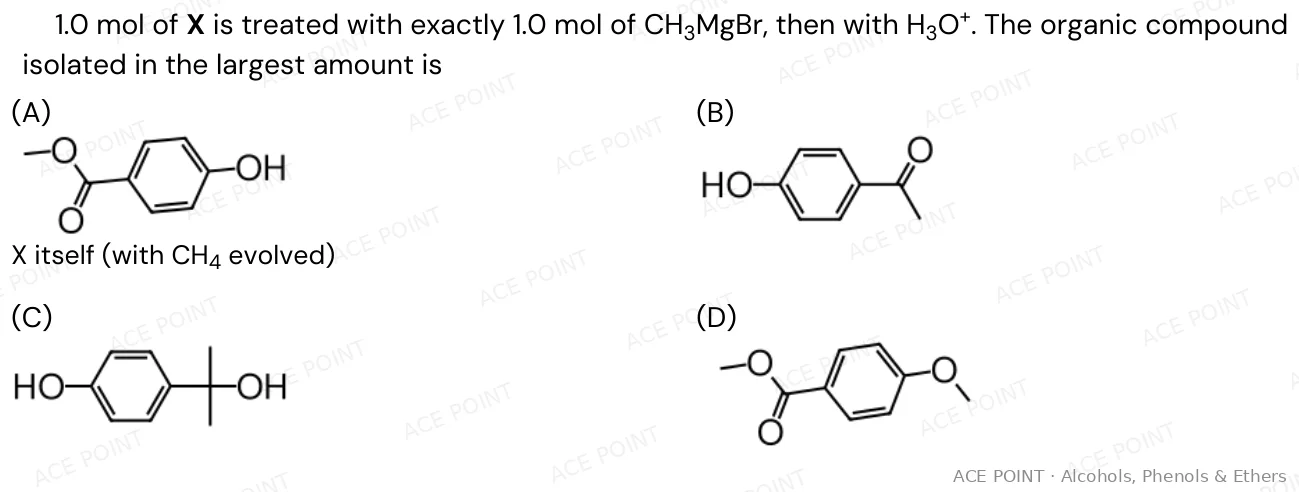 1.0 mol of X is treated with exactly 1.0 mol of CH₃MgBr, then with H₃O⁺. The organic compound
isolated in the largest amount is
(A)
(B)
O
OH
O
HO
O
X itself (with CH₄ evolved)
(C)
(D)
HO
OH
O
O
O
ACE POINT · Alcohols, Phenols & Ethers